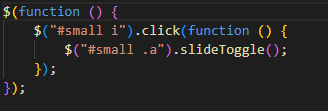 $(function () {
    $("#small i").click(function () {
        $("#small .a").slideToggle();
    });
});